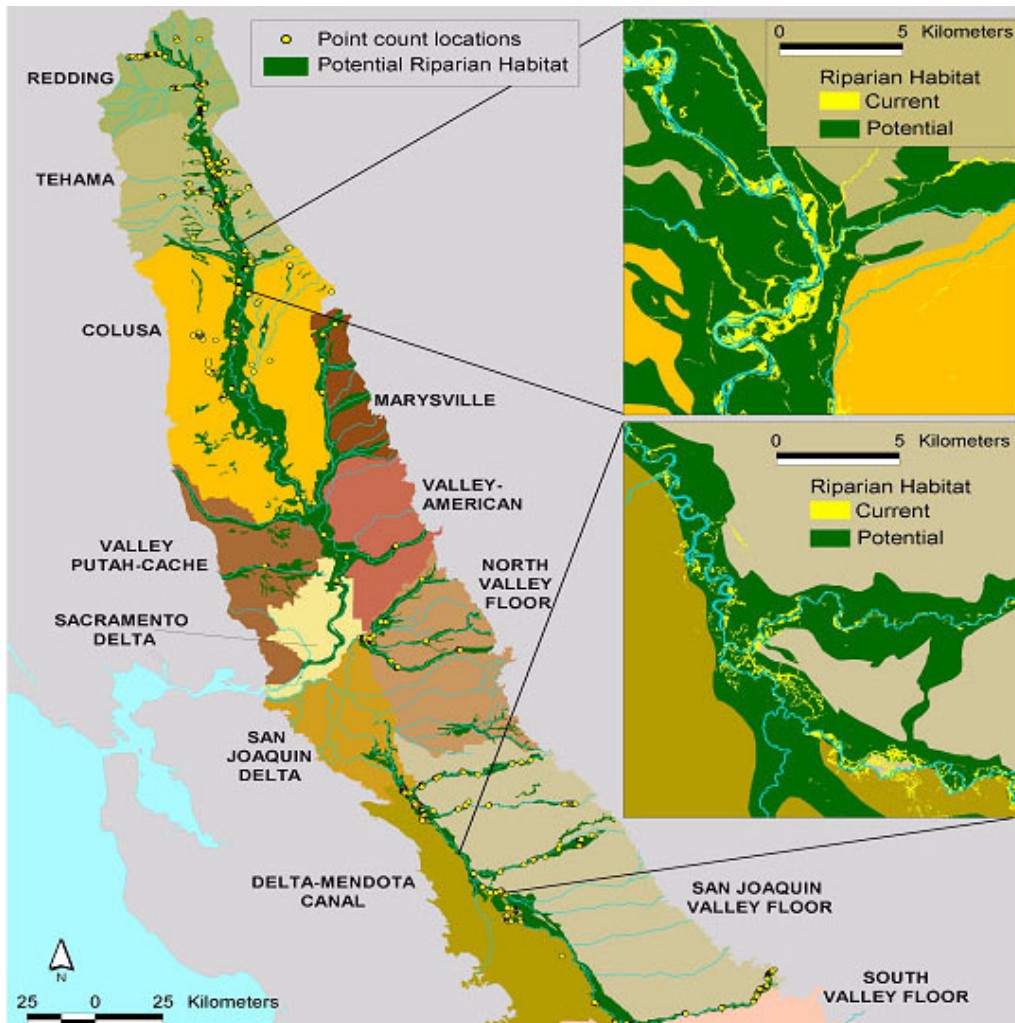 Point count locations
Potential Riparian Habitat
REDDING
TEHAMA
COLUSA
MARYSVILLE
VALLEY-
AMERICAN
VALLEY
PUTAH-CACHE
NORTH
VALLEY
FLOOR
SACRAMENTO
DELTA
SAN
JOAQUIN
DELTA
DELTA-MENDOTA
CANAL
SAN JOAQUIN
VALLEY FLOOR
SOUTH
VALLEY FLOOR
N
25 0 25 Kilometers
0 5 Kilometers
Riparian Habitat
Current
Potential
0 5 Kilometers
Riparian Habitat
Current
Potential